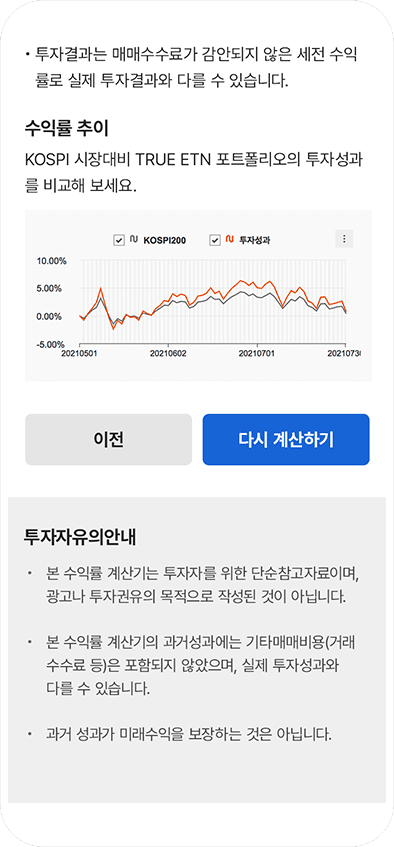 • 투자결과는 매매수수료가 감안되지 않은 세전 수익
률로 실제 투자결과와 다를 수 있습니다.
수익률 추이
KOSPI 시장대비 TRUE ETN 포트폴리오의 투자성과
를 비교해 보세요.
KOSPI200 투자성과
10.00%
5.00%
0.00%
-5.00%
20210501 20210602 20210701 2021073
이전 다시 계산하기
투자자유의안내
• 본 수익률 계산기는 투자자를 위한 단순참고자료이며,
광고나 투자권유의 목적으로 작성된 것이 아닙니다.
• 본 수익률 계산기의 과거성과에는 기타매매비용(거래
수수료 등)은 포함되지 않았으며, 실제 투자성과와
다를 수 있습니다.
• 과거 성과가 미래수익을 보장하는 것은 아닙니다.